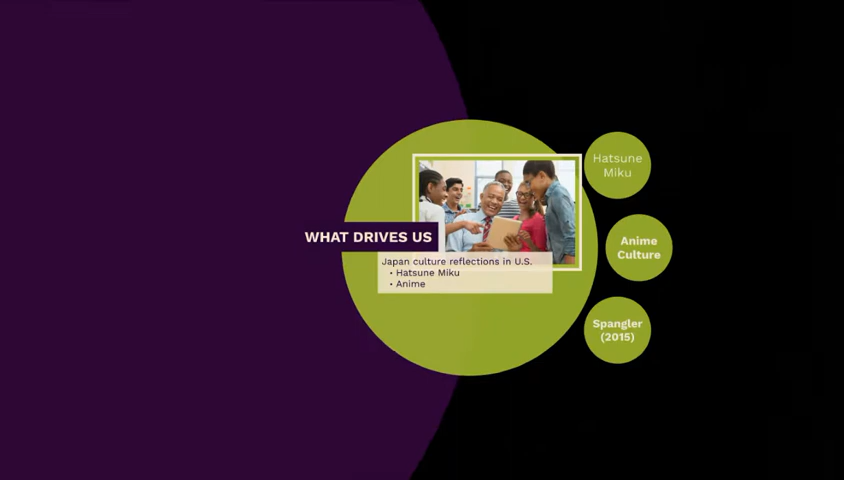 WHAT DRIVES US
Japan culture reflections in U.S.
• Hatsune Miku
• Anime
Hatsune
Miku
Anime
Culture
Spangler
(2015)